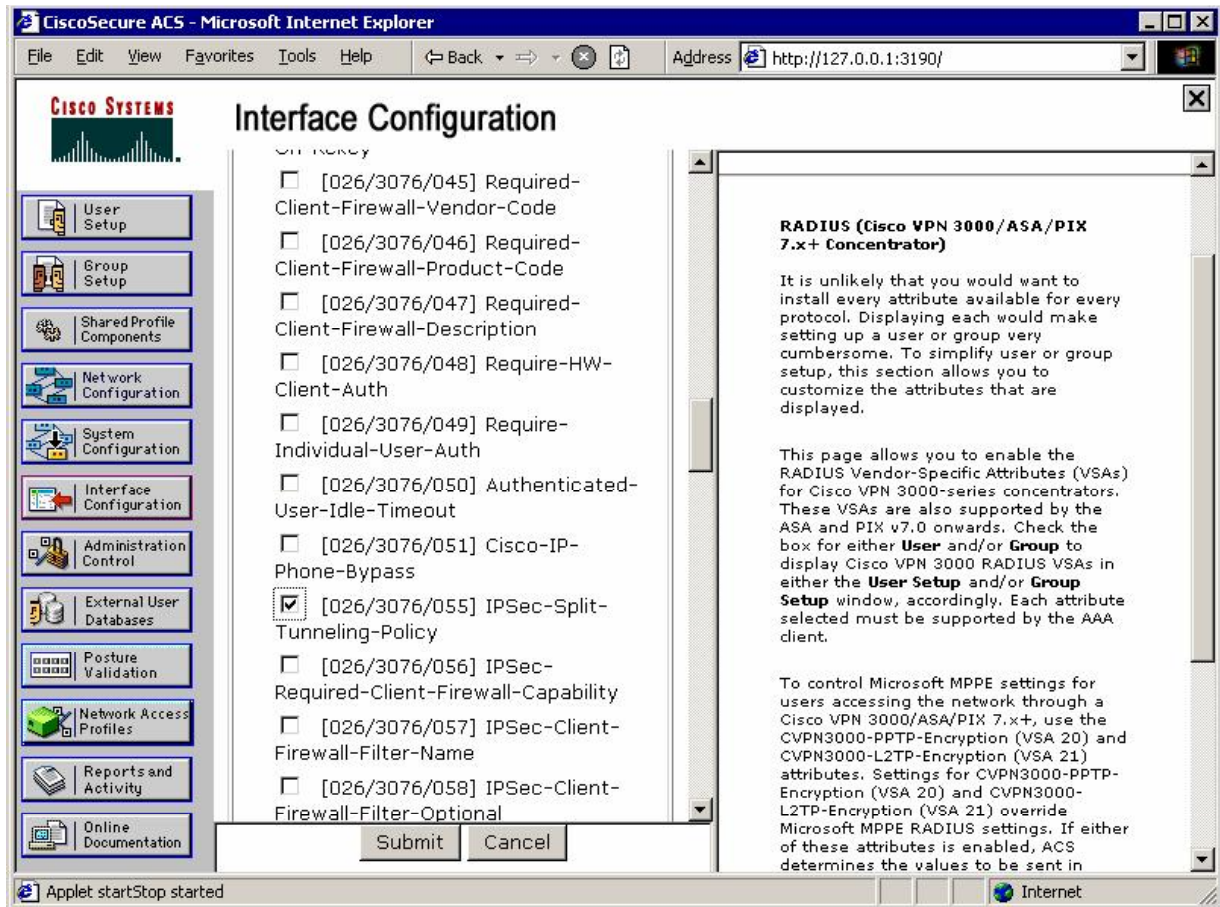 CiscoSecure ACS - Microsoft Internet Explorer
File Edit View Favorites Tools Help Back Address http://127.0.0.1:3190/
CISCO SYSTEMS
Interface Configuration
User
Setup
Group
Setup
Shared Profile
Components
Network
Configuration
System
Configuration
Interface
Configuration
Administration
Control
External User
Databases
Posture
Validation
Network Access
Profiles
Reports and
Activity
Online
Documentation
On-Rekey
[026/3076/045] Required-
Client-Firewall-Vendor-Code
[026/3076/046] Required-
Client-Firewall-Product-Code
[026/3076/047] Required-
Client-Firewall-Description
[026/3076/048] Require-HW-
Client-Auth
[026/3076/049] Require-
Individual-User-Auth
[026/3076/050] Authenticated-
User-Idle-Timeout
[026/3076/051] Cisco-IP-
Phone-Bypass
[026/3076/055] IPSec-Split-
Tunneling-Policy
[026/3076/056] IPSec-
Required-Client-Firewall-Capability
[026/3076/057] IPSec-Client-
Firewall-Filter-Name
[026/3076/058] IPSec-Client-
Firewall-Filter-Optional
Submit Cancel
RADIUS (Cisco VPN 3000/ASA/PIX
7.x+ Concentrator)
It is unlikely that you would want to
install every attribute available for every
protocol. Displaying each would make
setting up a user or group very
cumbersome. To simplify user or group
setup, this section allows you to
customize the attributes that are
displayed.
This page allows you to enable the
RADIUS Vendor-Specific Attributes (VSAs)
for Cisco VPN 3000-series concentrators.
These VSAs are also supported by the
ASA and PIX v7.0 onwards. Check the
box for either User and/or Group to
display Cisco VPN 3000 RADIUS VSAs in
either the User Setup and/or Group
Setup window, accordingly. Each attribute
selected must be supported by the AAA
client.
To control Microsoft MPPE settings for
users accessing the network through a
Cisco VPN 3000/ASA/PIX 7.x+, use the
CVPN3000-PPTP-Encryption (VSA 20) and
CVPN3000-L2TP-Encryption (VSA 21)
attributes. Settings for CVPN3000-PPTP-
Encryption (VSA 20) and CVPN3000-
L2TP-Encryption (VSA 21) override
Microsoft MPPE RADIUS settings. If either
of these attributes is enabled, ACS
determines the values to be sent in
Applet startStop started
Internet